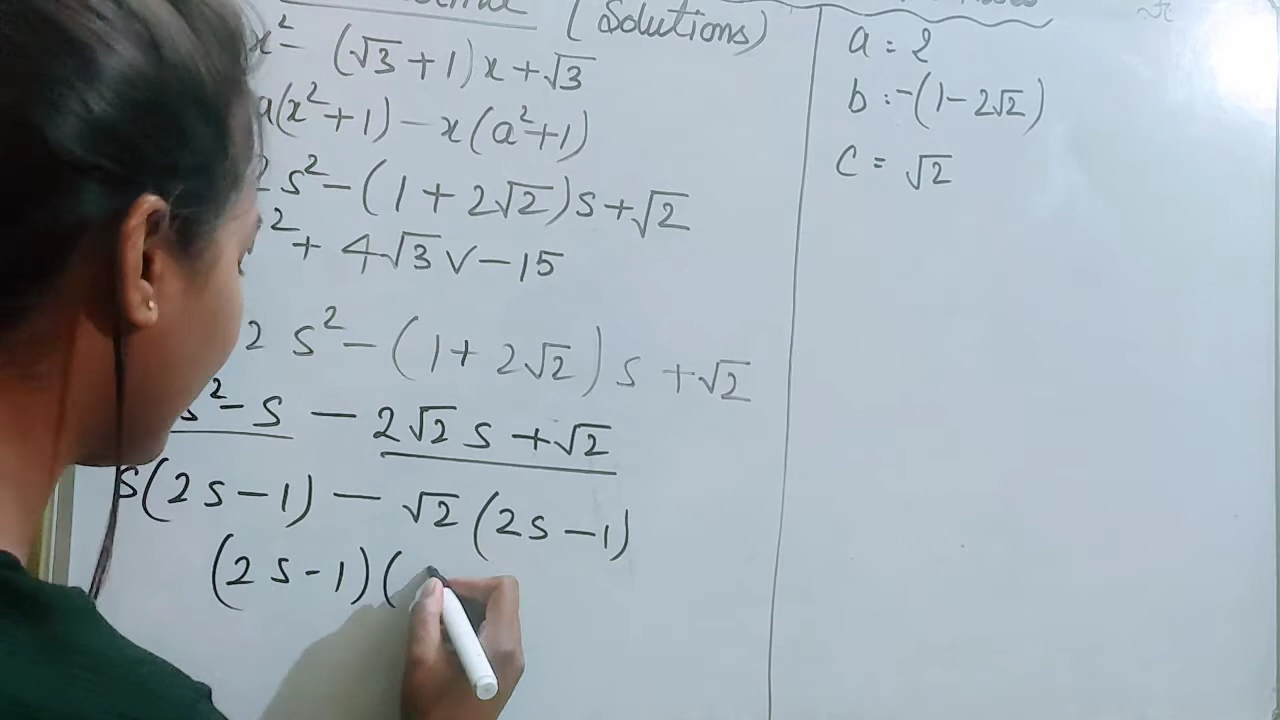 (Solutions)
x² - (√3 + 1) x + √3
a(x² + 1) - x (a² + 1)
2 s² - (1 + 2√2) s + √2
² + 4√3 v - 15
2 s² - (1 + 2√2) s + √2
s² - s - 2√2 s + √2
s (2s - 1) - √2 (2s - 1)
(2s - 1) (
a = 2
b = -(1 - 2√2)
c = √2